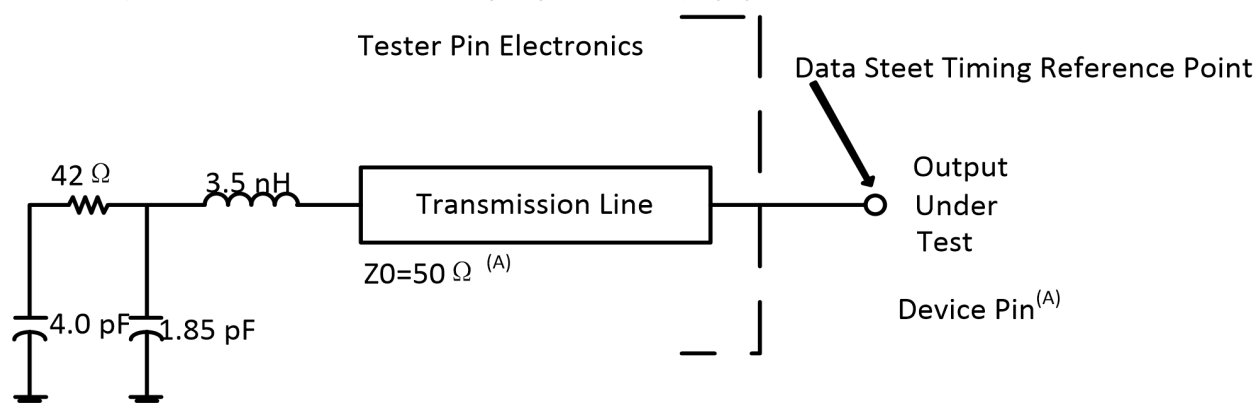 Tester Pin Electronics
Data Steet Timing Reference Point
42 Ω
3.5 nH
Transmission Line
Output
Under
Test
Z0=50 Ω (A)
Device Pin(A)
4.0 pF
1.85 pF